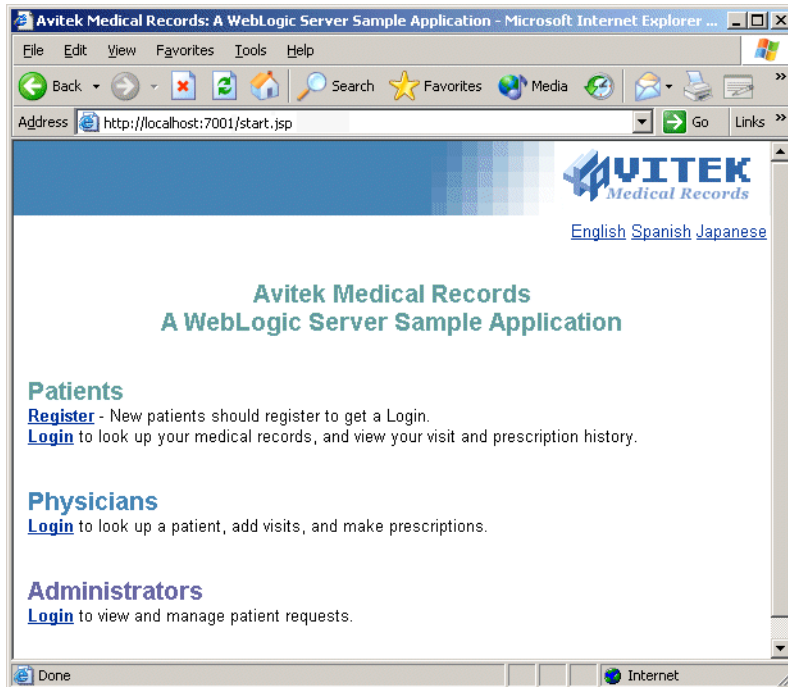 Avitek Medical Records: A WebLogic Server Sample Application - Microsoft Internet Explorer ...
File Edit View Favorites Tools Help
Back Search Favorites Media »
Address http://localhost:7001/start.jsp Go Links »
AVITEK
Medical Records
English Spanish Japanese
Avitek Medical Records
A WebLogic Server Sample Application
Patients
Register - New patients should register to get a Login.
Login to look up your medical records, and view your visit and prescription history.
Physicians
Login to look up a patient, add visits, and make prescriptions.
Administrators
Login to view and manage patient requests.
Done Internet